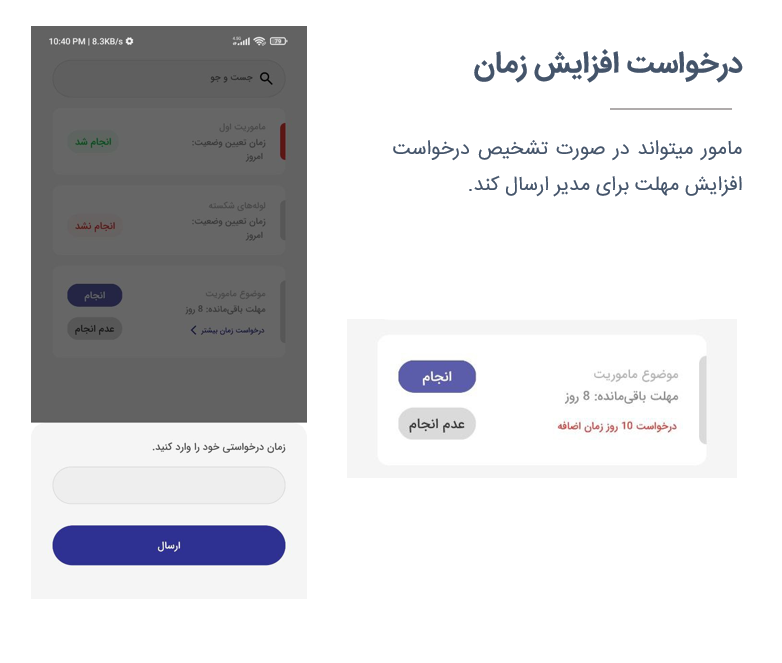 درخواست افزایش زمان
مامور میتواند در صورت تشخیص درخواست
افزایش مهلت برای مدیر ارسال کند.
موضوع ماموریت
مهلت باقی‌مانده: 8 روز
درخواست 10 روز زمان اضافه
انجام
عدم انجام
10:40 PM | 8.3KB/s
79
جست و جو
ماموریت اول
زمان تعیین وضعیت:
امروز
انجام شد
لوله‌های شکسته
زمان تعیین وضعیت:
امروز
انجام نشد
موضوع ماموریت
مهلت باقی‌مانده: 8 روز
درخواست زمان بیشتر
انجام
عدم انجام
زمان درخواستی خود را وارد کنید.
ارسال